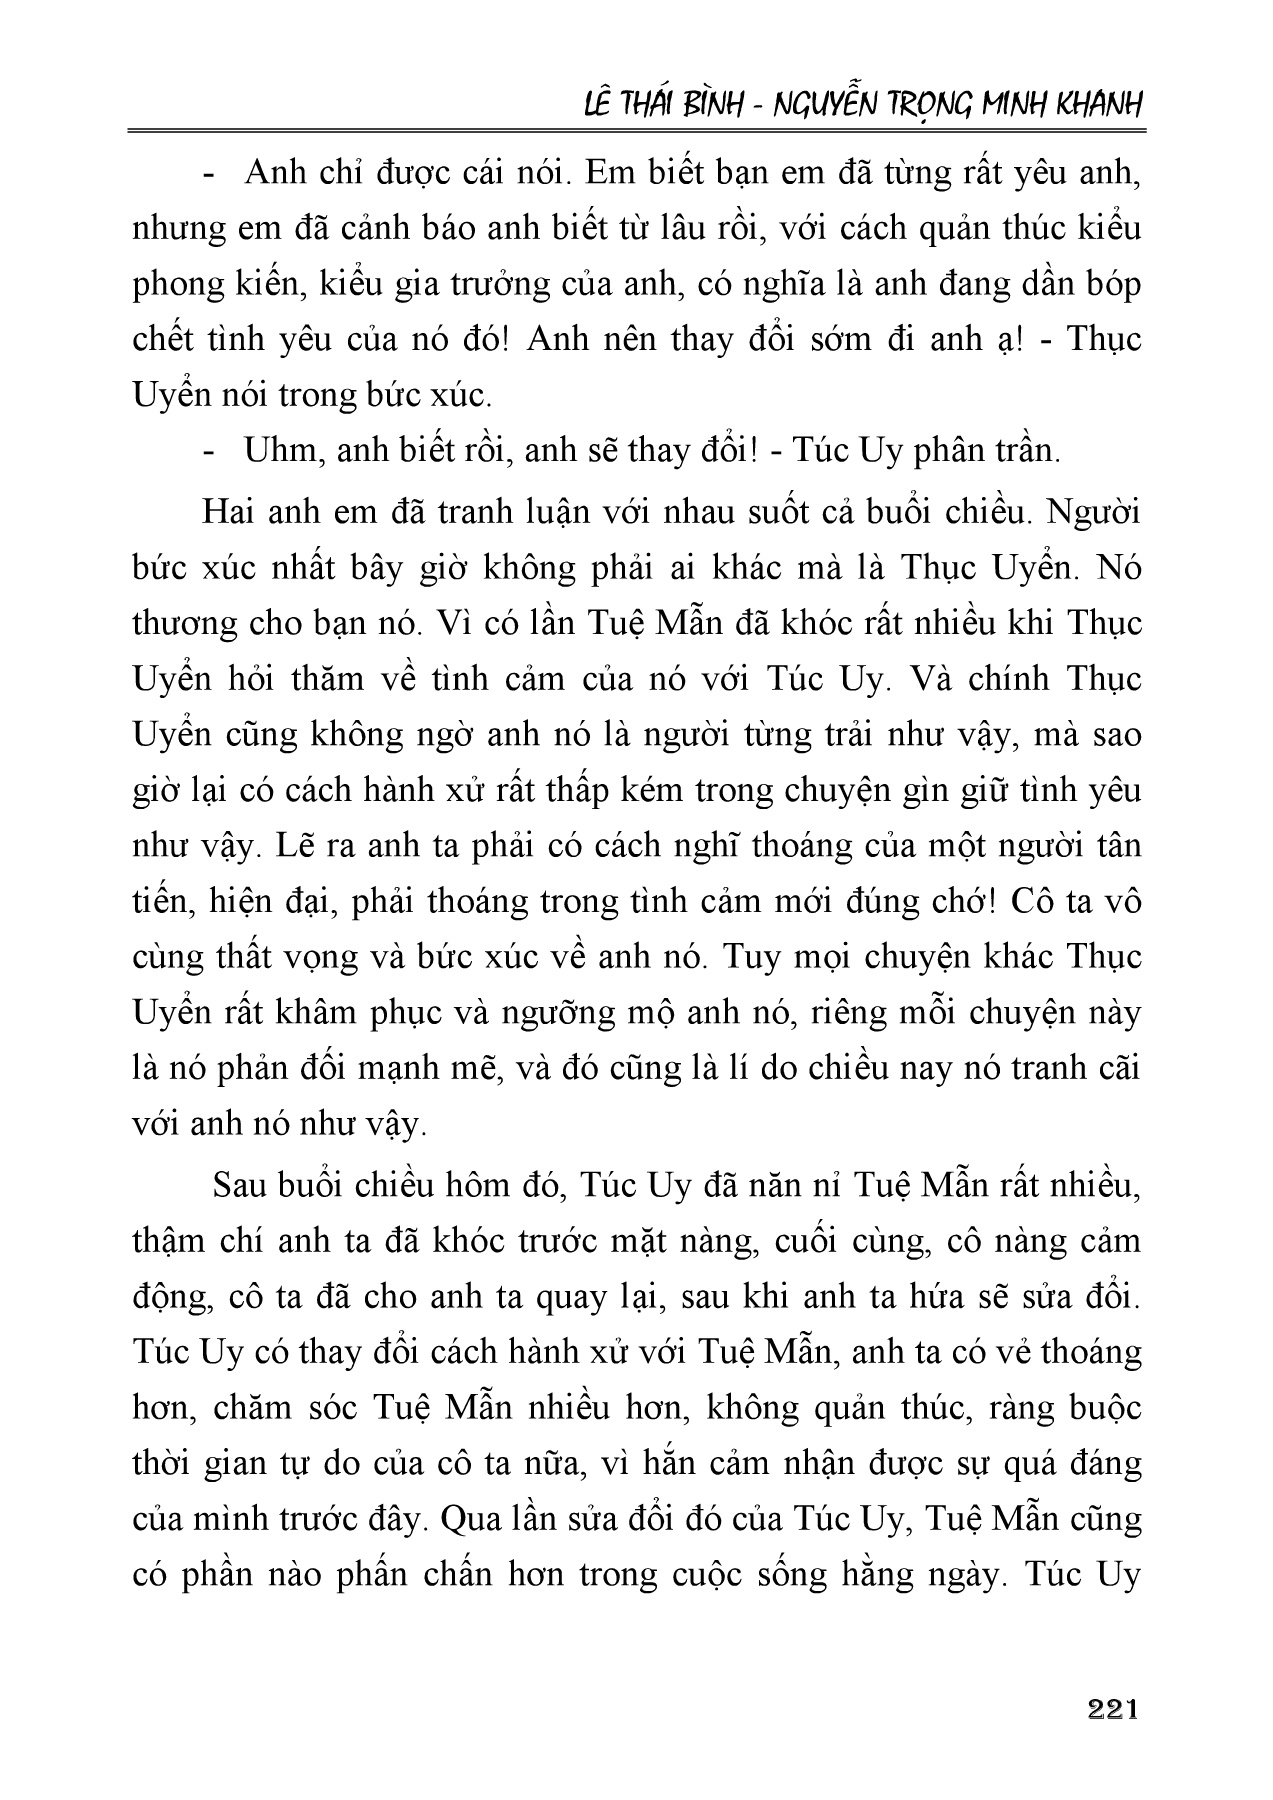 LÊ THÁI BÌNH - NGUYỄN TRỌNG MINH KHANH
- Anh chỉ được cái nói. Em biết bạn em đã từng rất yêu anh,
nhưng em đã cảnh báo anh biết từ lâu rồi, với cách quản thúc kiểu
phong kiến, kiểu gia trưởng của anh, có nghĩa là anh đang dần bóp
chết tình yêu của nó đó! Anh nên thay đổi sớm đi anh ạ! - Thục
Uyển nói trong bức xúc.
- Uhm, anh biết rồi, anh sẽ thay đổi! - Túc Uy phân trần.
Hai anh em đã tranh luận với nhau suốt cả buổi chiều. Người
bức xúc nhất bây giờ không phải ai khác mà là Thục Uyển. Nó
thương cho bạn nó. Vì có lần Tuệ Mẫn đã khóc rất nhiều khi Thục
Uyển hỏi thăm về tình cảm của nó với Túc Uy. Và chính Thục
Uyển cũng không ngờ anh nó là người từng trải như vậy, mà sao
giờ lại có cách hành xử rất thấp kém trong chuyện gìn giữ tình yêu
như vậy. Lẽ ra anh ta phải có cách nghĩ thoáng của một người tân
tiến, hiện đại, phải thoáng trong tình cảm mới đúng chớ! Cô ta vô
cùng thất vọng và bức xúc về anh nó. Tuy mọi chuyện khác Thục
Uyển rất khâm phục và ngưỡng mộ anh nó, riêng mỗi chuyện này
là nó phản đối mạnh mẽ, và đó cũng là lí do chiều nay nó tranh cãi
với anh nó như vậy.
Sau buổi chiều hôm đó, Túc Uy đã năn nỉ Tuệ Mẫn rất nhiều,
thậm chí anh ta đã khóc trước mặt nàng, cuối cùng, cô nàng cảm
động, cô ta đã cho anh ta quay lại, sau khi anh ta hứa sẽ sửa đổi.
Túc Uy có thay đổi cách hành xử với Tuệ Mẫn, anh ta có vẻ thoáng
hơn, chăm sóc Tuệ Mẫn nhiều hơn, không quản thúc, ràng buộc
thời gian tự do của cô ta nữa, vì hắn cảm nhận được sự quá đáng
của mình trước đây. Qua lần sửa đổi đó của Túc Uy, Tuệ Mẫn cũng
có phần nào phấn chấn hơn trong cuộc sống hằng ngày. Túc Uy
221